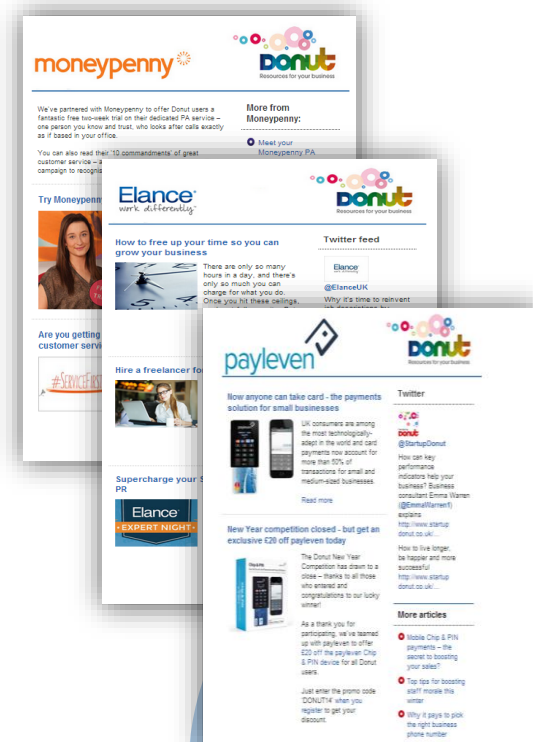 moneypenny
DONUT
Resources for your business
We've partnered with Moneypenny to offer Donut users a
fantastic free two-week trial on their dedicated PA service –
one person you know and trust, who looks after calls exactly
as if based in your office.
You can also read their '10 commandments' of great
customer service –
campaign to recognis
More from
Moneypenny:
Meet your
Moneypenny PA
Try Moneypenn
Are you getting
customer servi
#SERVICEFIRST
Elance
work differently
DONUT
Resources for your business
How to free up your time so you can
grow your business
There are only so many
hours in a day, and there's
only so much you can
charge for what you do.
Once you hit these ceilings,
Twitter feed
Elance
@ElanceUK
Why it's time to reinvent
job descriptions by
Hire a freelancer fo
Supercharge your S
PR
Elance
EXPERT NIGHT
payleven
DONUT
Resources for your business
Now anyone can take card - the payments
solution for small businesses
UK consumers are among
the most technologically-
adept in the world and card
payments now account for
more than 50% of
transactions for small and
medium-sized businesses.
Read more
New Year competition closed - but get an
exclusive £20 off payleven today
The Donut New Year
Competition has drawn to a
close – thanks to all those
who entered and
congratulations to our lucky
winner!
As a thank you for
participating, we've teamed
up with payleven to offer
£20 off the payleven Chip
& PIN device for all Donut
users.
Just enter the promo code
'DONUT14' when you
register to get your
discount.
Twitter
DONUT
@StartupDonut
How can key
performance
indicators help your
business? Business
consultant Emma Warren
(@EmmaWarren1)
explains
http://www.startup
donut.co.uk/...
How to live longer,
be happier and more
successful
http://www.startup
donut.co.uk/...
More articles
Mobile Chip & PIN
payments – the
secret to boosting
your sales?
Top tips for boosting
staff morale this
winter
Why it pays to pick
the right business
phone number